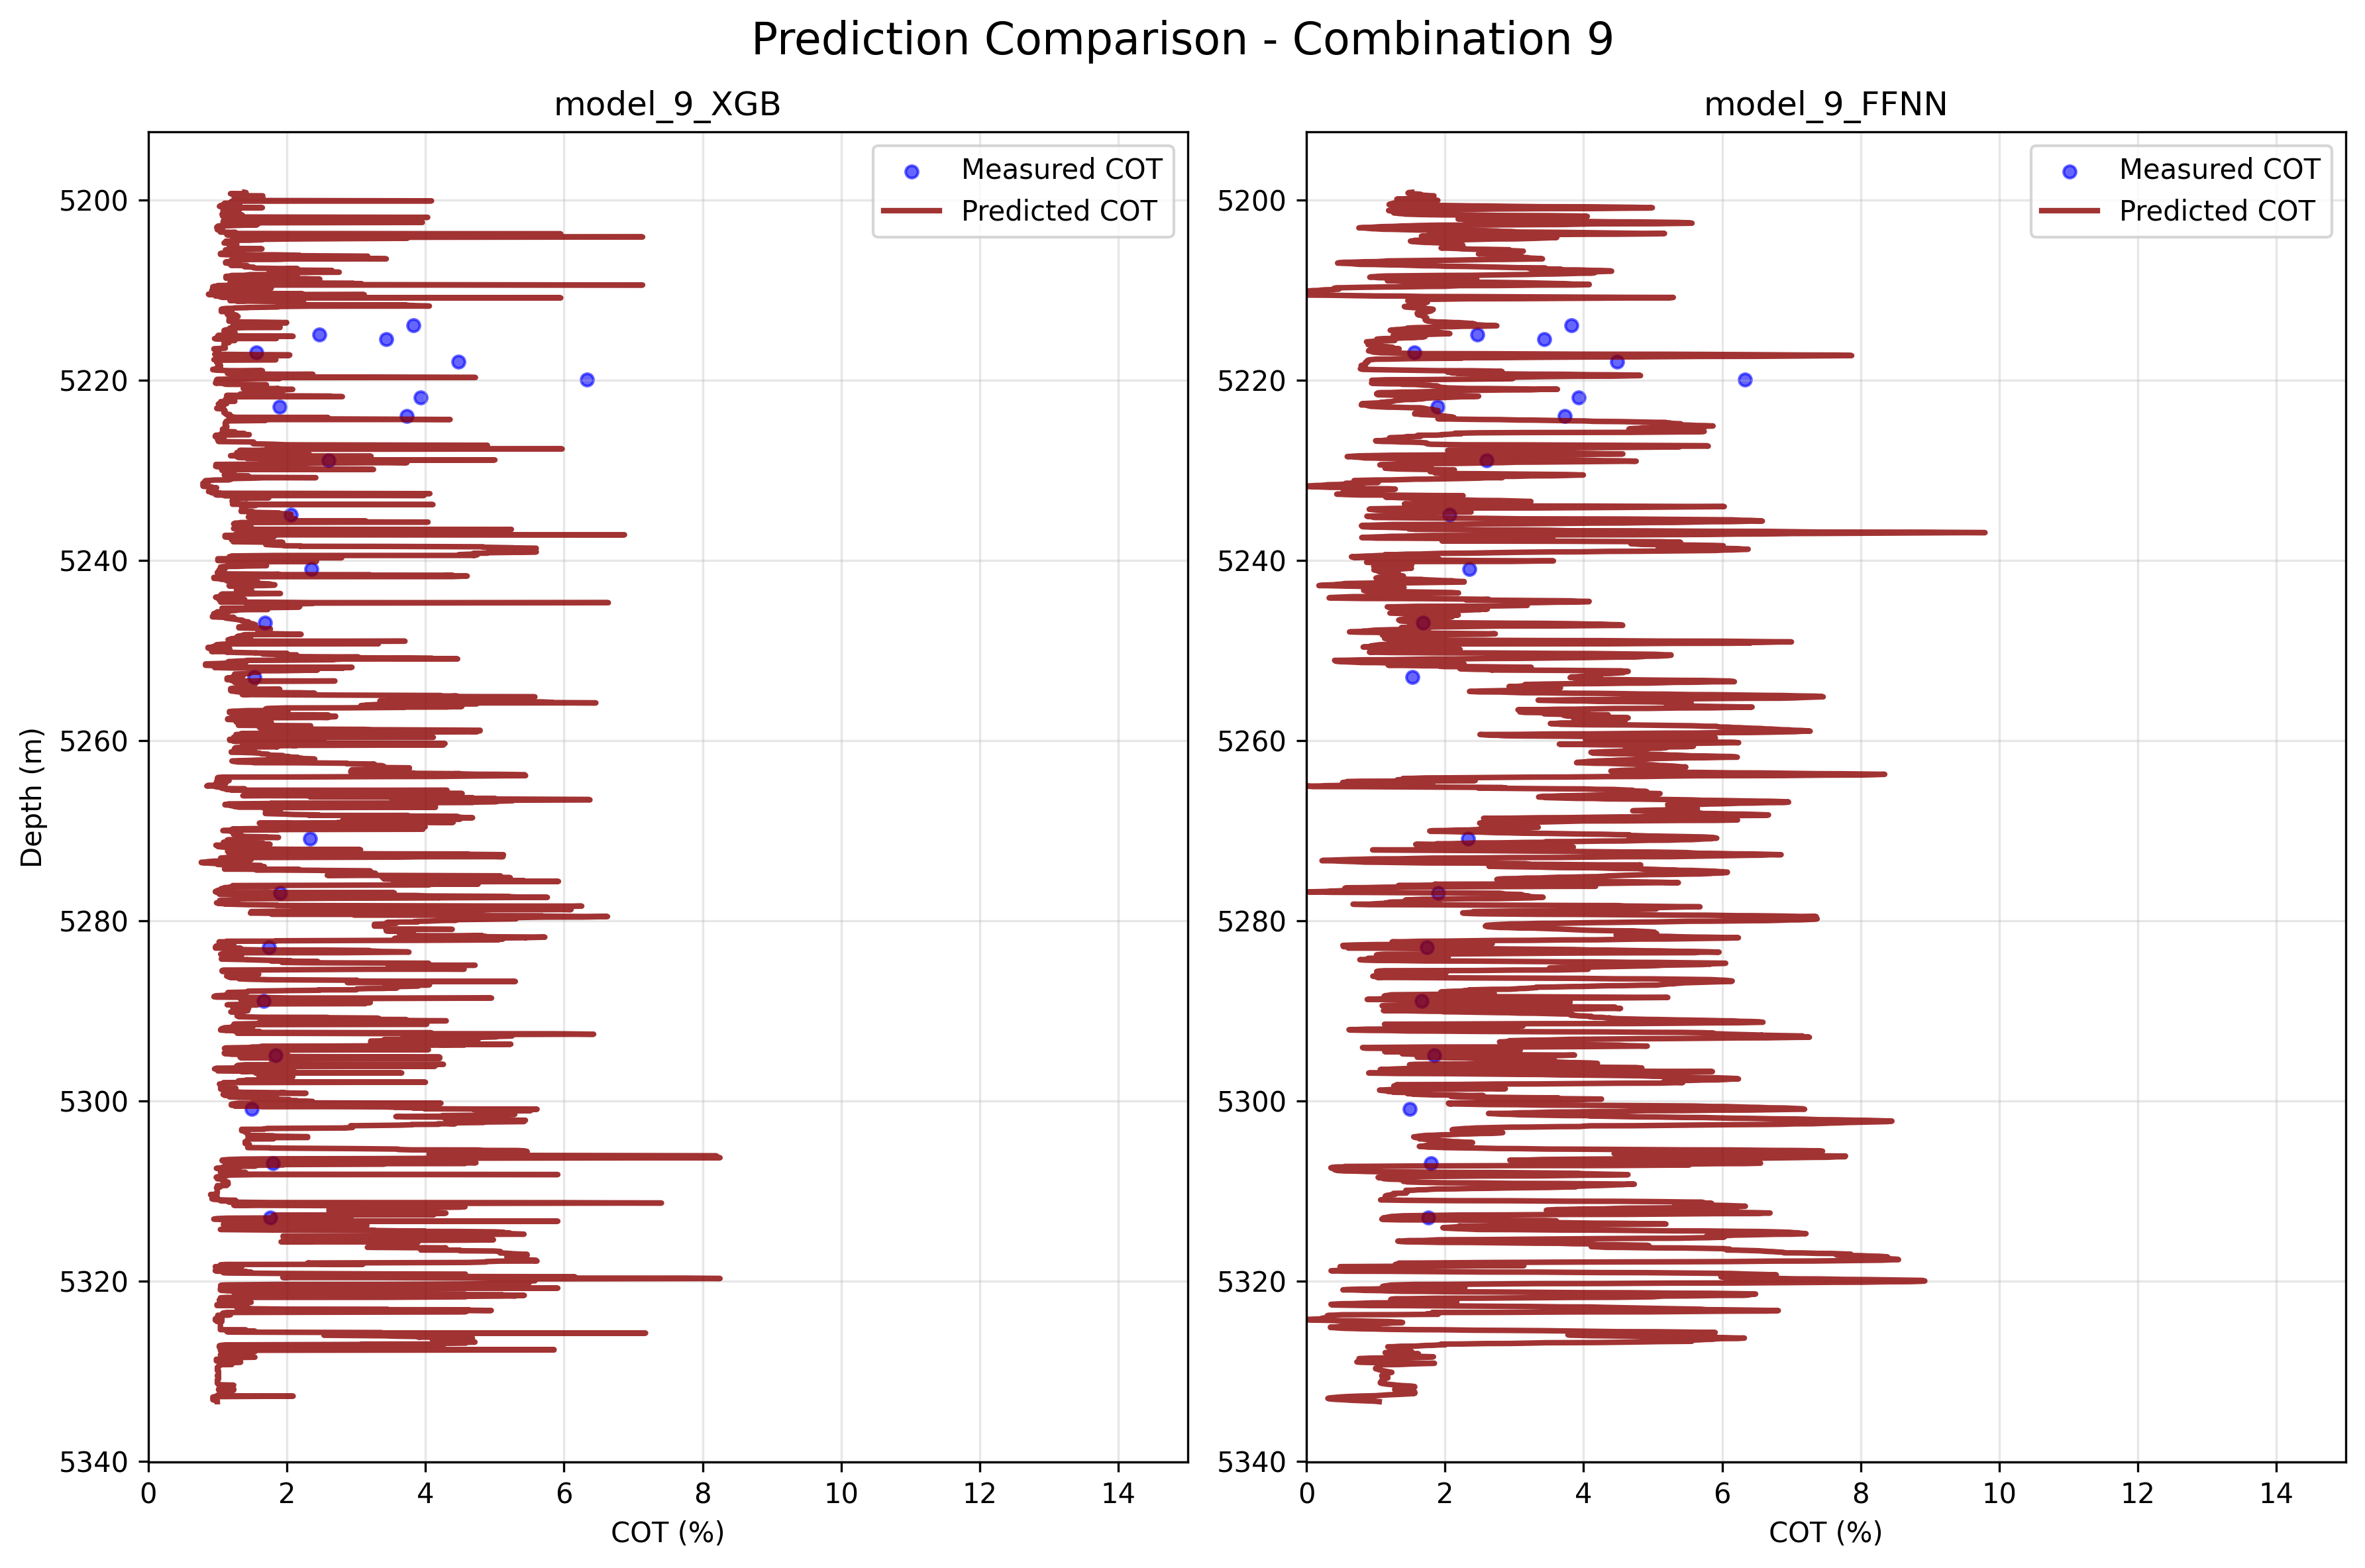 Prediction Comparison - Combination 9
model_9_XGB
Measured COT
Predicted COT
5200
5220
5240
5260
5280
5300
5320
5340
Depth (m)
0 2 4 6 8 10 12 14
COT (%)
model_9_FFNN
Measured COT
Predicted COT
5200
5220
5240
5260
5280
5300
5320
5340
0 2 4 6 8 10 12 14
COT (%)